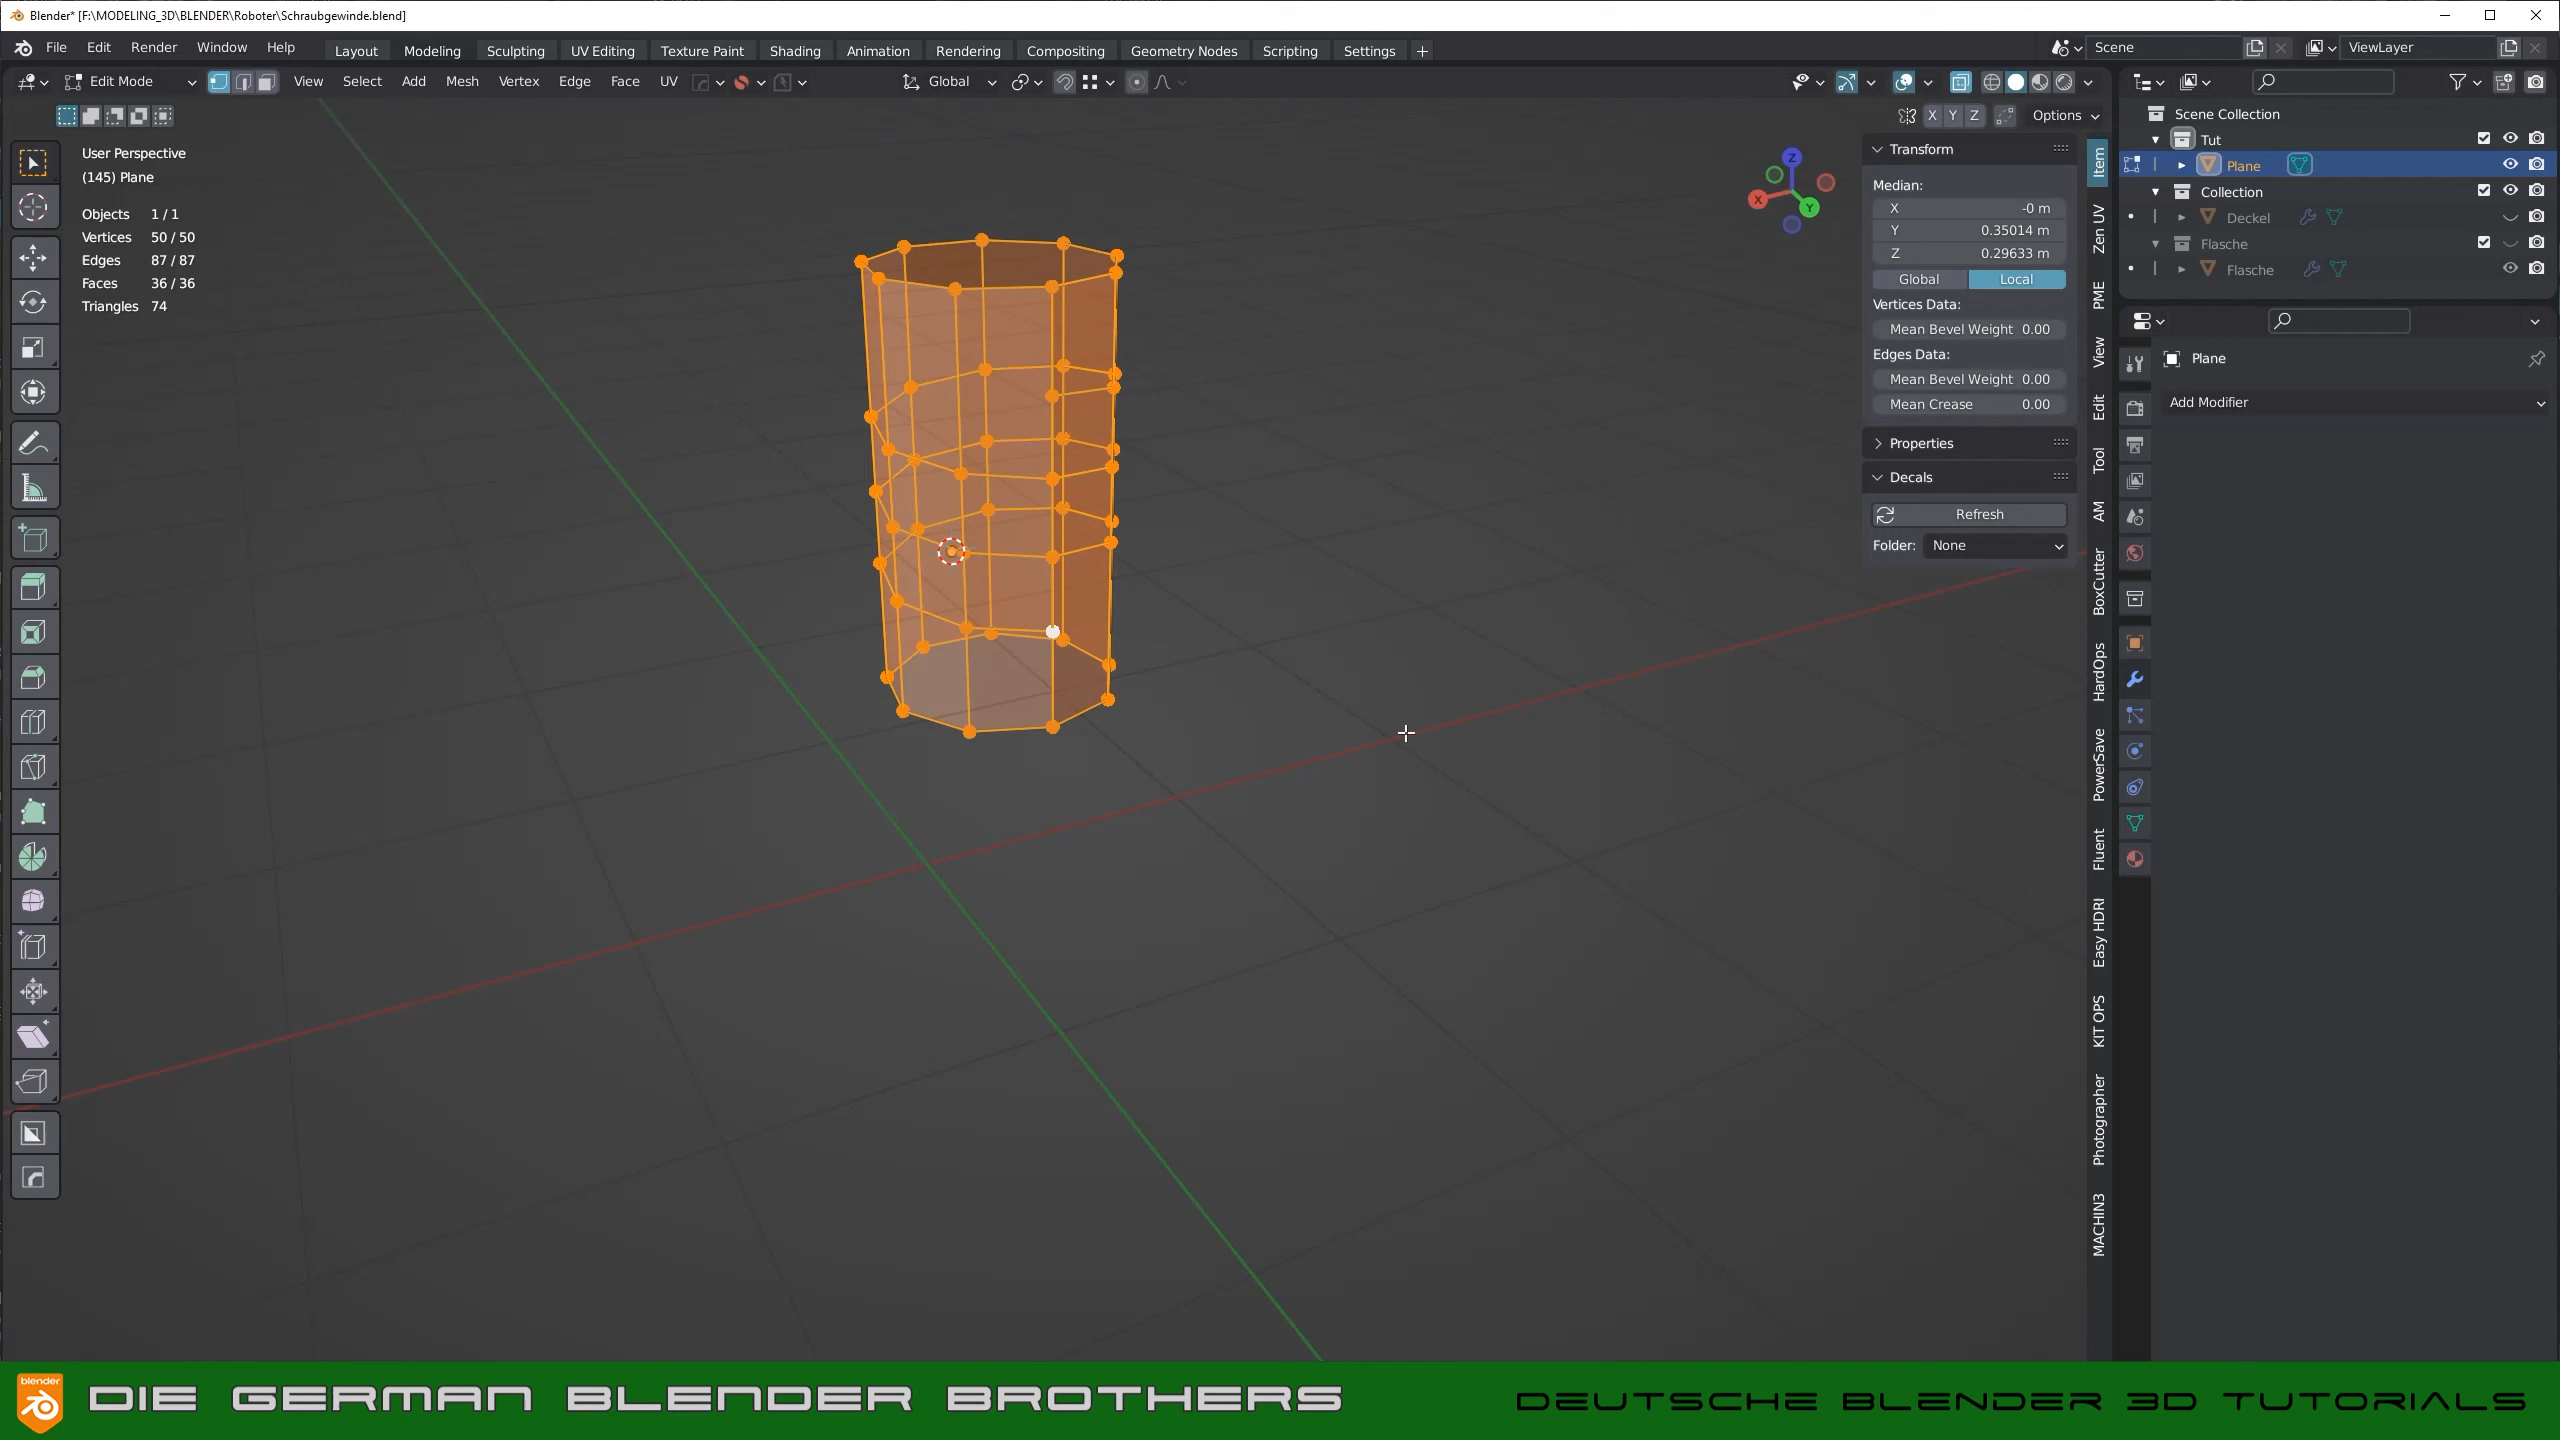 Blender* [F:\MODELING_3D\BLENDER\Roboter\Schraubgewinde.blend]
File Edit Render Window Help Layout Modeling Sculpting UV Editing Texture Paint Shading Animation Rendering Compositing Geometry Nodes Scripting Settings + Scene ViewLayer
Edit Mode View Select Add Mesh Vertex Edge Face UV Global
X Y Z Options
User Perspective
(145) Plane
Objects 1 / 1
Vertices 50 / 50
Edges 87 / 87
Faces 36 / 36
Triangles 74
Z
X
Y
Transform
Median:
X -0 m
Y 0.35014 m
Z 0.29633 m
Global Local
Vertices Data:
Mean Bevel Weight 0.00
Edges Data:
Mean Bevel Weight 0.00
Mean Crease 0.00
Properties
Decals
Refresh
Folder: None
Item
Zen UV
PME
View
Edit
Tool
AM
BoxCutter
HardOps
PowerSave
Fluent
Easy HDRI
KIT OPS
Photographer
MACHIN3
Scene Collection
Tut
Plane
Collection
Deckel
Flasche
Flasche
Plane
Add Modifier
blender
DIE GERMAN BLENDER BROTHERS
DEUTSCHE BLENDER 3D TUTORIALS